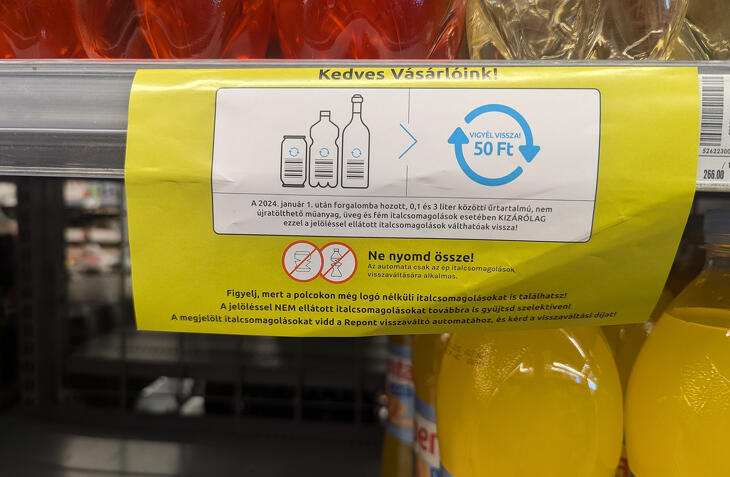 Kedves Vásárlóink!
VIGYÉL VISSZA!
50 Ft
A 2024. január 1. után forgalomba hozott, 0,1 és 3 liter közötti űrtartalmú, nem
újratölthető műanyag, üveg és fém italcsomagolások esetében KIZÁRÓLAG
ezzel a jelöléssel ellátott italcsomagolások válthatóak vissza!
Ne nyomd össze!
Az automata csak az ép italcsomagolások
visszaváltására alkalmas.
Figyelj, mert a polcokon még logó nélküli italcsomagolásokat is találhatsz!
A jelöléssel NEM ellátott italcsomagolásokat továbbra is gyűjtsd szelektíven!
A megjelölt italcsomagolásokat vidd a Repont visszaváltó automatához, és kérd a visszaváltási díjat!
266.00